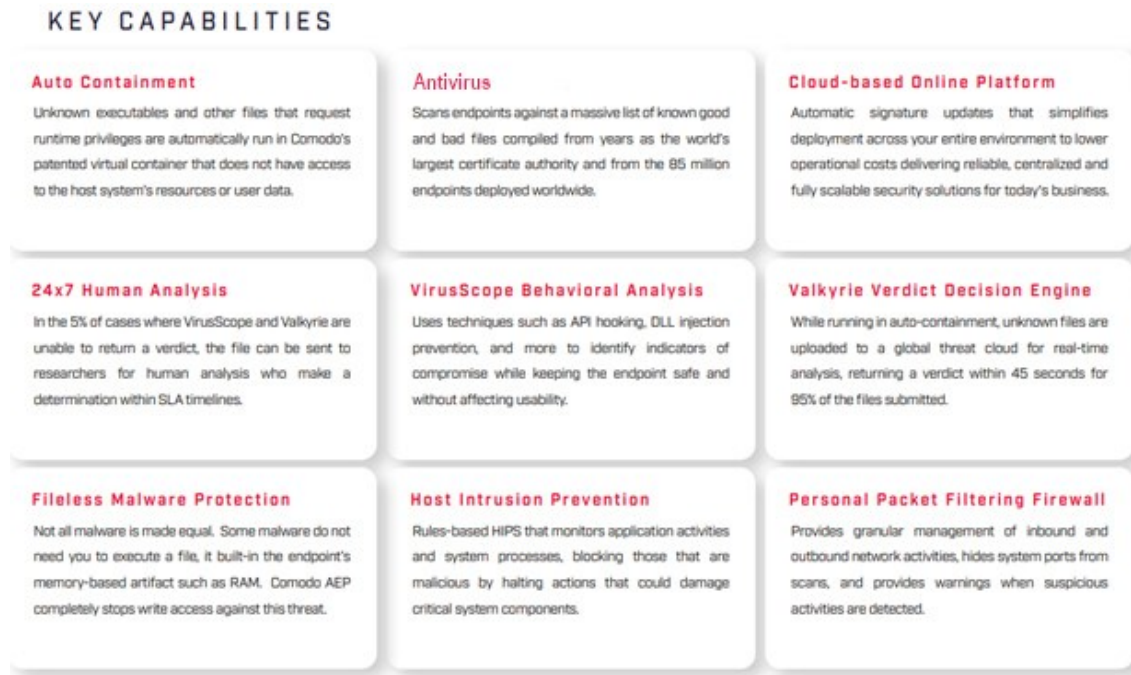 KEY CAPABILITIES
Auto Containment
Unknown executables and other files that request
runtime privileges are automatically run in Comodo's
patented virtual container that does not have access
to the host system's resources or user data.
Antivirus
Scans endpoints against a massive list of known good
and bad files compiled from years as the world's
largest certificate authority and from the 85 million
endpoints deployed worldwide.
Cloud-based Online Platform
Automatic signature updates that simplifies
deployment across your entire environment to lower
operational costs delivering reliable, centralized and
fully scalable security solutions for today's business.
24x7 Human Analysis
In the 5% of cases where VirusScope and Valkyrie are
unable to return a verdict, the file can be sent to
researchers for human analysis who make a
determination within SLA timelines.
VirusScope Behavioral Analysis
Uses techniques such as API hooking, DLL injection
prevention, and more to identify indicators of
compromise while keeping the endpoint safe and
without affecting usability.
Valkyrie Verdict Decision Engine
While running in auto-containment, unknown files are
uploaded to a global threat cloud for real-time
analysis, returning a verdict within 45 seconds for
95% of the files submitted.
Fileless Malware Protection
Not all malware is made equal. Some malware do not
need you to execute a file, it built-in the endpoint's
memory-based artifact such as RAM. Comodo AEP
completely stops write access against this threat.
Host Intrusion Prevention
Rules-based HIPS that monitors application activities
and system processes, blocking those that are
malicious by halting actions that could damage
critical system components.
Personal Packet Filtering Firewall
Provides granular management of inbound and
outbound network activities, hides system ports from
scans, and provides warnings when suspicious
activities are detected.